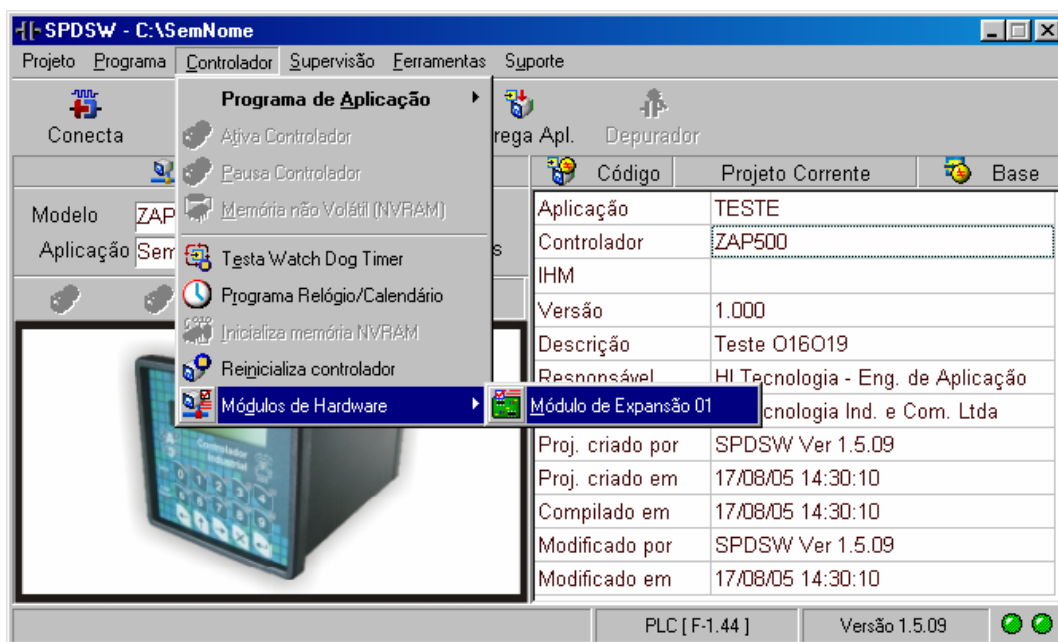 SPDSW - C:\SemNome
Projeto Programa Controlador Supervisão Ferramentas Suporte
Conecta
rega Apl.
Depurador
Programa de Aplicação
Ativa Controlador
Pausa Controlador
Memória não Volátil (NVRAM)
Testa Watch Dog Timer
Programa Relógio/Calendário
Inicializa memória NVRAM
Reinicializa controlador
Módulos de Hardware
Módulo de Expansão 01
Modelo ZAP
Aplicação Sem s
Controlador
Industrial
Código Projeto Corrente Base
Aplicação TESTE
Controlador ZAP500
IHM
Versão 1.000
Descrição Teste O16O19
Responsável HI Tecnologia - Eng. de Aplicação
cnologia Ind. e Com. Ltda
Proj. criado por SPDSW Ver 1.5.09
Proj. criado em 17/08/05 14:30:10
Compilado em 17/08/05 14:30:10
Modificado por SPDSW Ver 1.5.09
Modificado em 17/08/05 14:30:10
PLC [ F-1.44 ] Versão 1.5.09